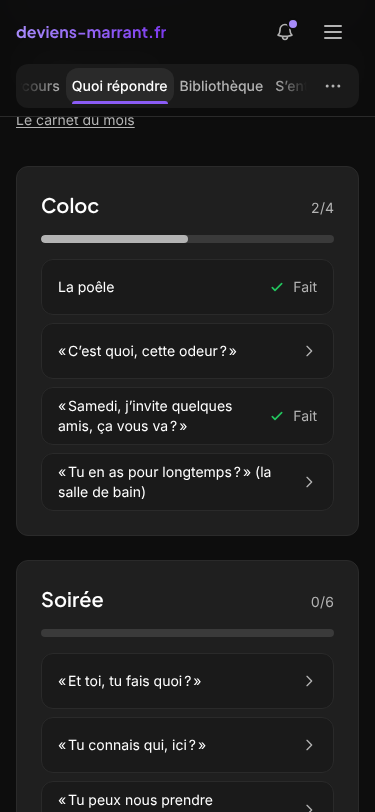 deviens-marrant.fr
cours
Quoi répondre
Bibliothèque
Le carnet du mois
Coloc
2/4
La poêle
Fait
« C’est quoi, cette odeur ? »
« Samedi, j’invite quelques
amis, ça vous va ? »
Fait
« Tu en as pour longtemps ? » (la
salle de bain)
Soirée
0/6
« Et toi, tu fais quoi ? »
« Tu connais qui, ici ? »
« Tu peux nous prendre